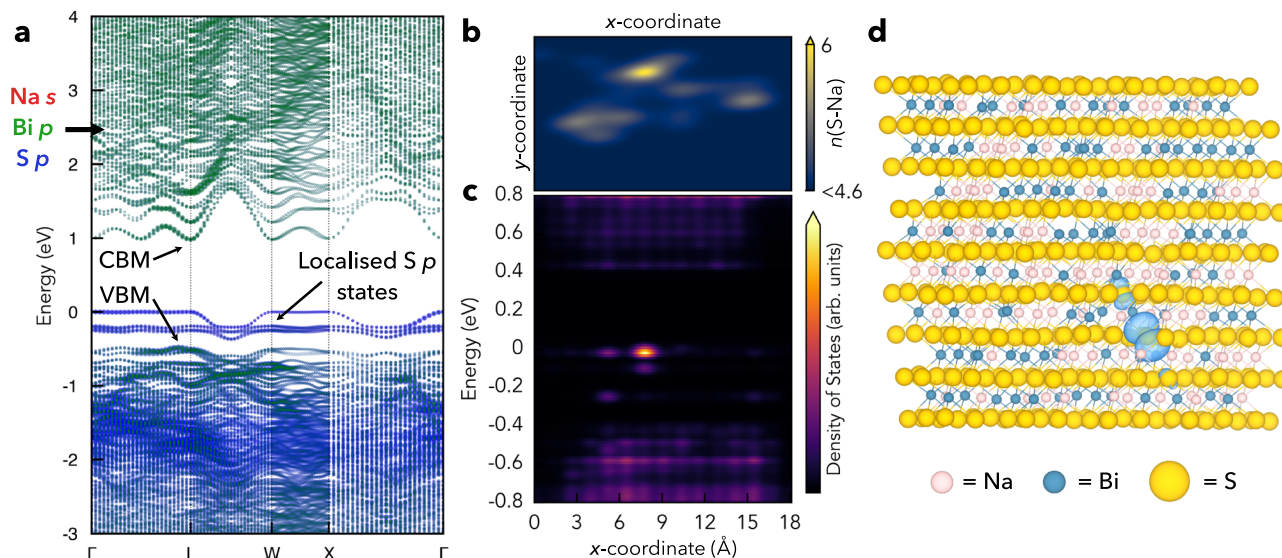 a
Na s
Bi p
S p
Energy (eV)
4
3
2
1
0
-1
-2
-3
CBM
VBM
Localised S p
states
Γ
L
W
X
Γ
b
x-coordinate
y-coordinate
6
n(S-Na)
<4.6
c
Energy (eV)
0.8
0.6
0.4
0.2
0
-0.2
-0.4
-0.6
-0.8
0
3
6
9
12
15
18
x-coordinate (Å)
Density of States (arb. units)
d
= Na
= Bi
= S